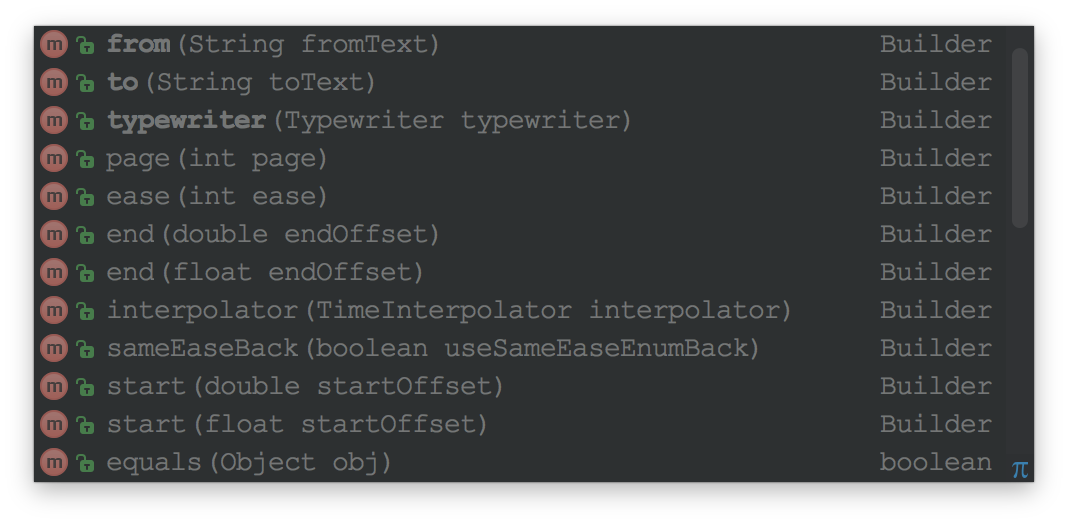 m from(String fromText) Builder
m to(String toText) Builder
m typewriter(Typewriter typewriter) Builder
m page(int page) Builder
m ease(int ease) Builder
m end(double endOffset) Builder
m end(float endOffset) Builder
m interpolator(TimeInterpolator interpolator) Builder
m sameEaseBack(boolean useSameEaseEnumBack) Builder
m start(double startOffset) Builder
m start(float startOffset) Builder
m equals(Object obj) boolean π